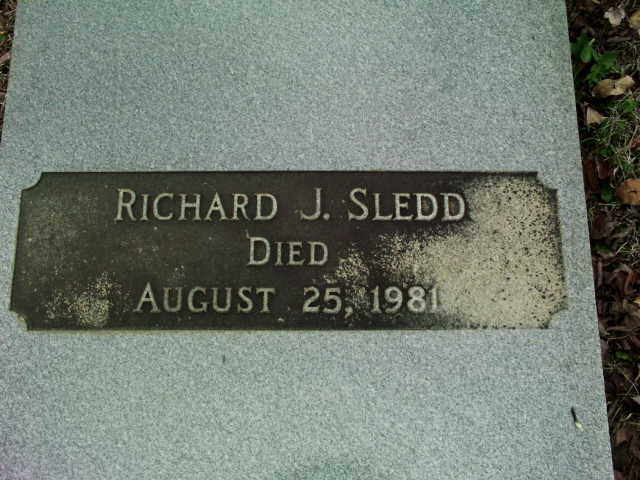 RICHARD J. SLEDD
DIED
AUGUST 25, 1981